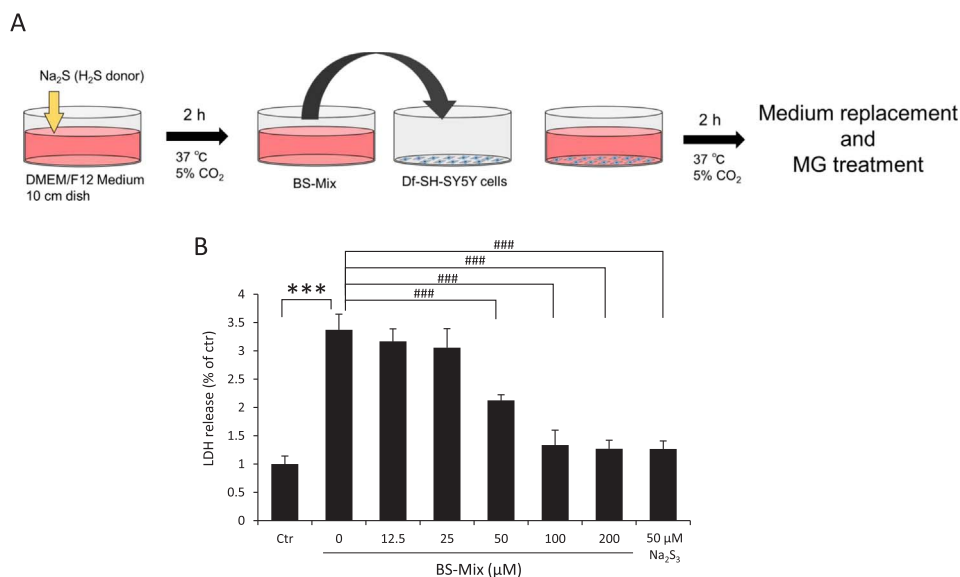 A
Na₂S (H₂S donor)
2 h
37 ℃
5% CO₂
DMEM/F12 Medium
10 cm dish
BS-Mix
Df-SH-SY5Y cells
2 h
37 ℃
5% CO₂
Medium replacement
and
MG treatment
B
###
###
###
###
***
LDH release (% of ctr)
4
3.5
3
2.5
2
1.5
1
0.5
0
Ctr
0
12.5
25
50
100
200
50 μM
Na₂S₃
BS-Mix (μM)